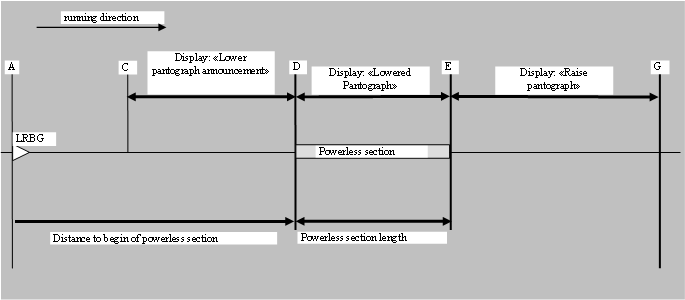 running direction
A
C
Display: «Lower
pantograph announcement»
D
Display: «Lowered
Pantograph»
E
Display: «Raise
pantograph»
G
LRBG
Powerless section
Distance to begin of powerless section
Powerless section length